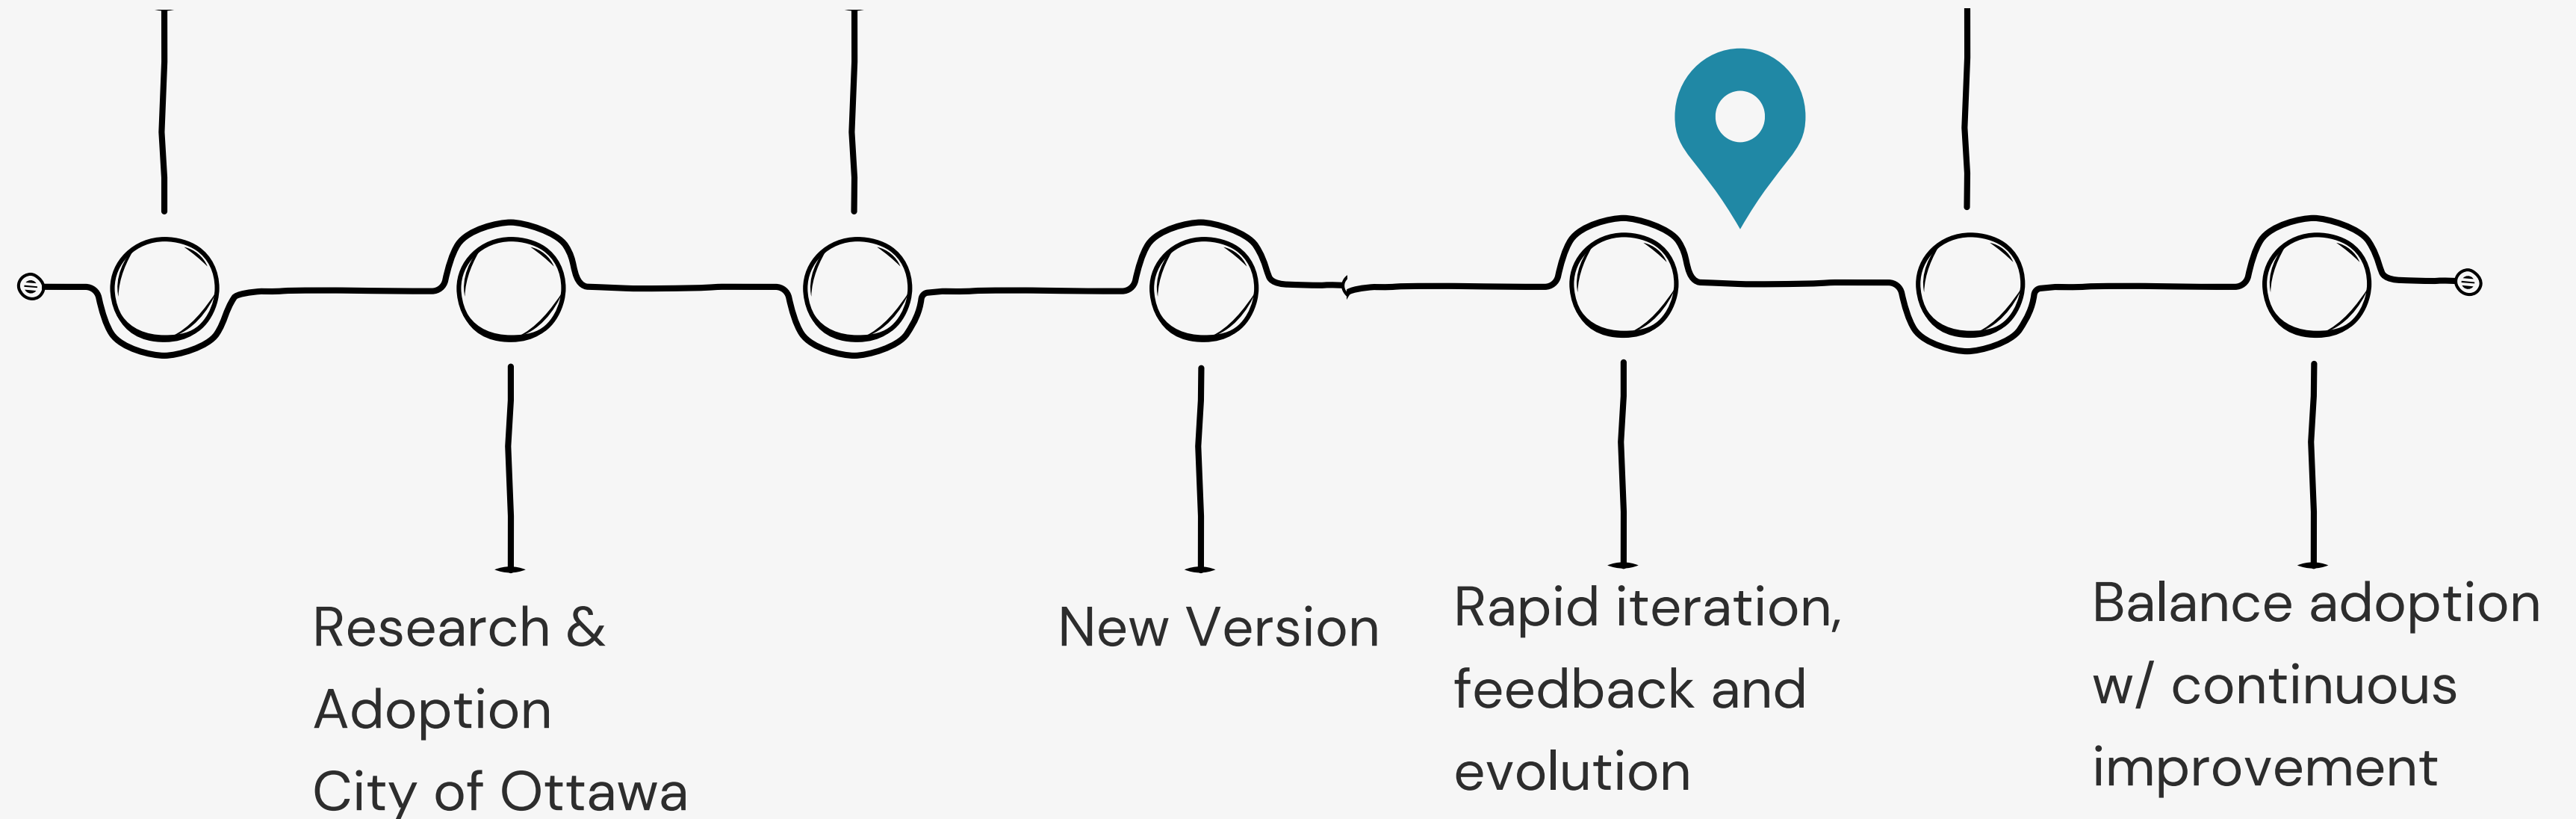 Research &
Adoption
City of Ottawa
New Version
Rapid iteration,
feedback and
evolution
Balance adoption
w/ continuous
improvement